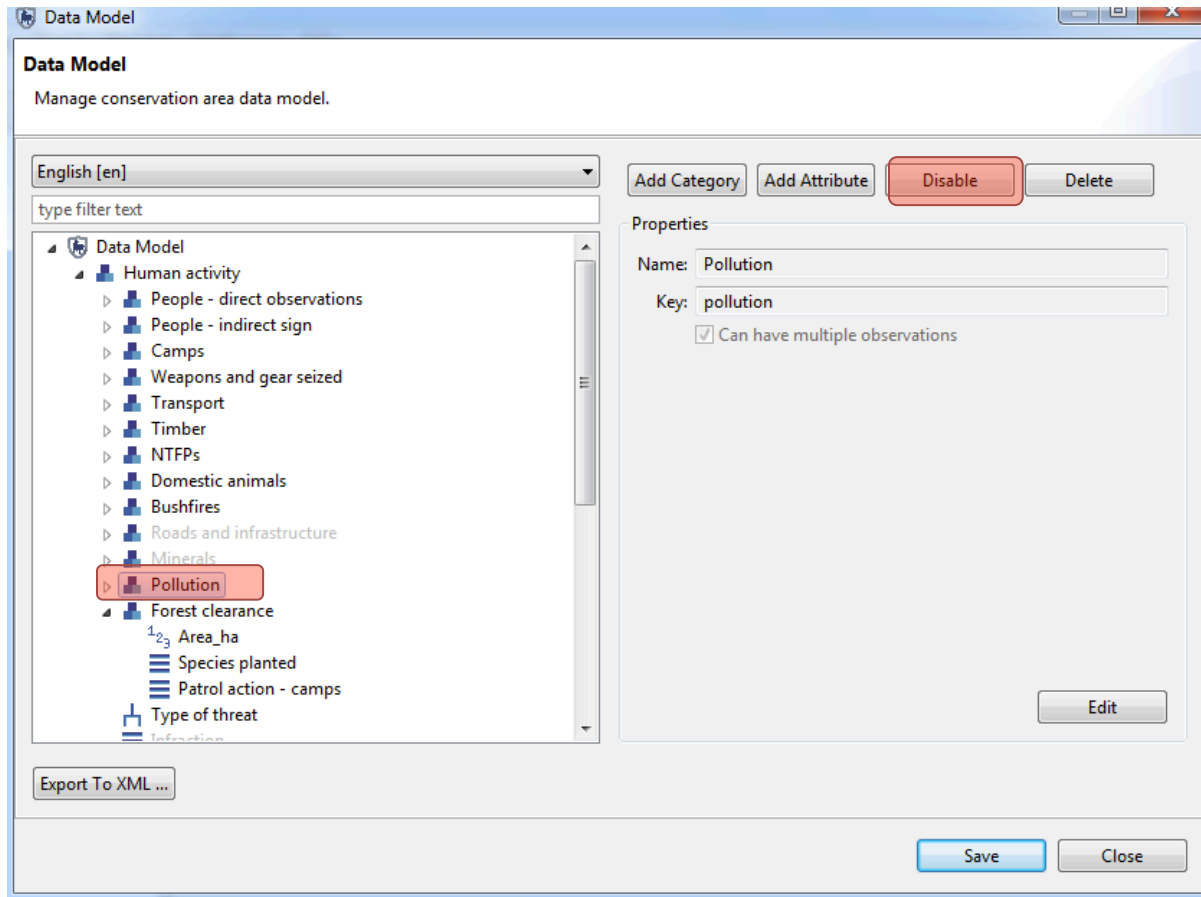 Data Model
Data Model
Manage conservation area data model.
English [en]
type filter text
Data Model
Human activity
People - direct observations
People - indirect sign
Camps
Weapons and gear seized
Transport
Timber
NTFPs
Domestic animals
Bushfires
Roads and infrastructure
Minerals
Pollution
Forest clearance
123 Area_ha
Species planted
Patrol action - camps
Type of threat
Infraction
Export To XML ...
Add Category Add Attribute Disable Delete
Properties
Name: Pollution
Key: pollution
Can have multiple observations
Edit
Save Close